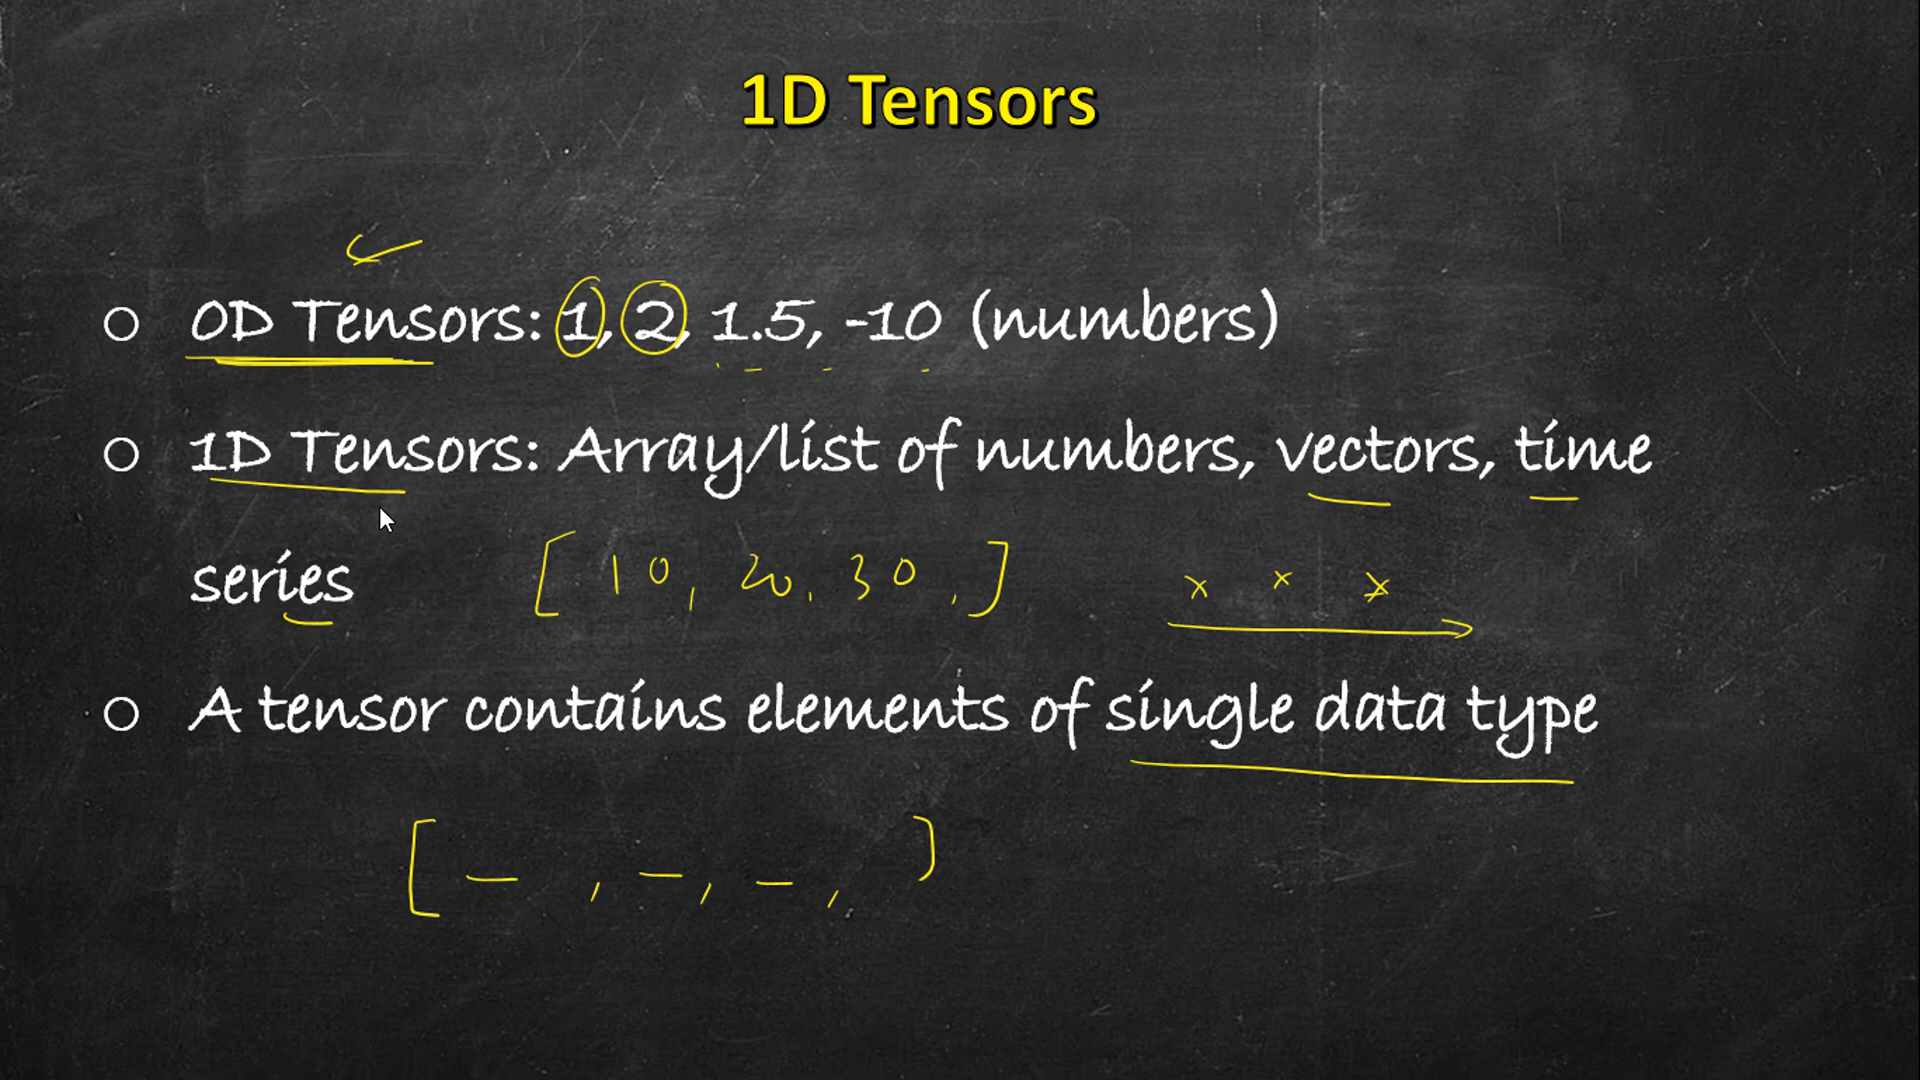 1D Tensors
0D Tensors: 1, 2, 1.5, -10 (numbers)
1D Tensors: Array/list of numbers, vectors, time
series [10, 20, 30, ] x x x
A tensor contains elements of single data type
[ _ , _ , _ , ]